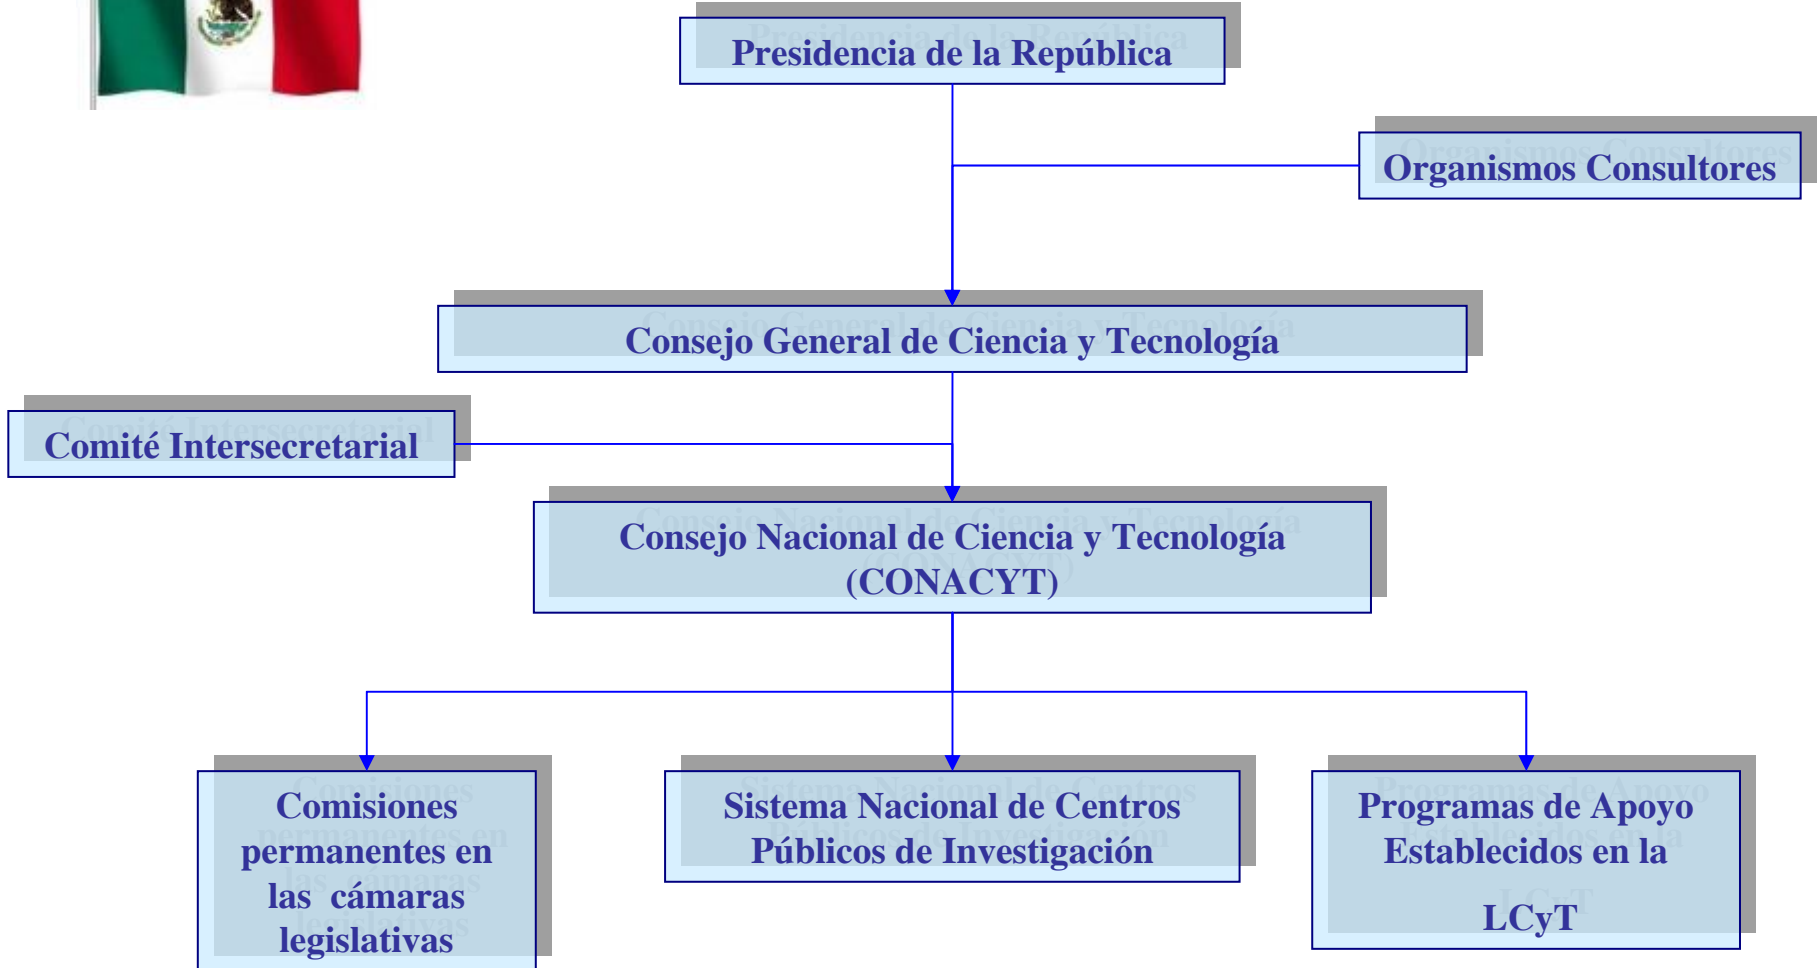 Presidencia de la República
Organismos Consultores
Consejo General de Ciencia y Tecnología
Comité Intersecretarial
Consejo Nacional de Ciencia y Tecnología
(CONACYT)
Comisiones
permanentes en
las cámaras
legislativas
Sistema Nacional de Centros
Públicos de Investigación
Programas de Apoyo
Establecidos en la
LCyT